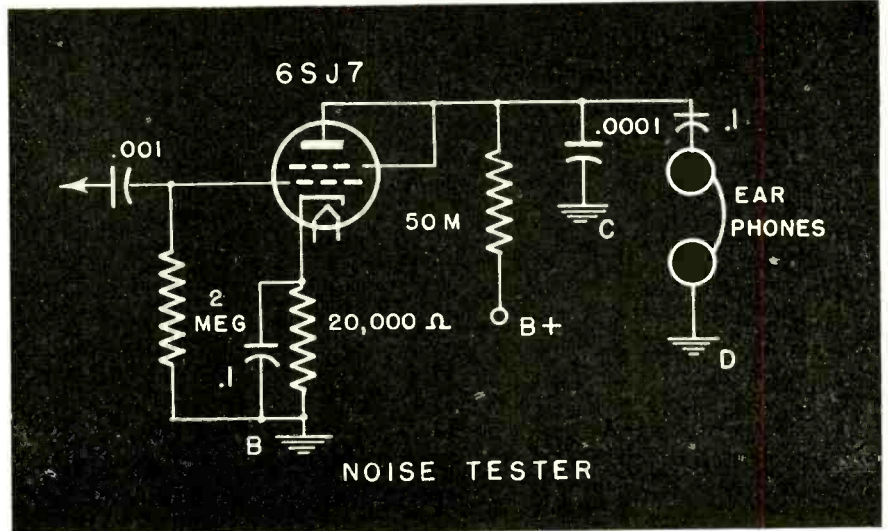 6SJ7
.001
.0001
.1
50 M
C
EAR
PHONES
2
MEG
20,000 Ω
B+
.1
D
B
NOISE TESTER